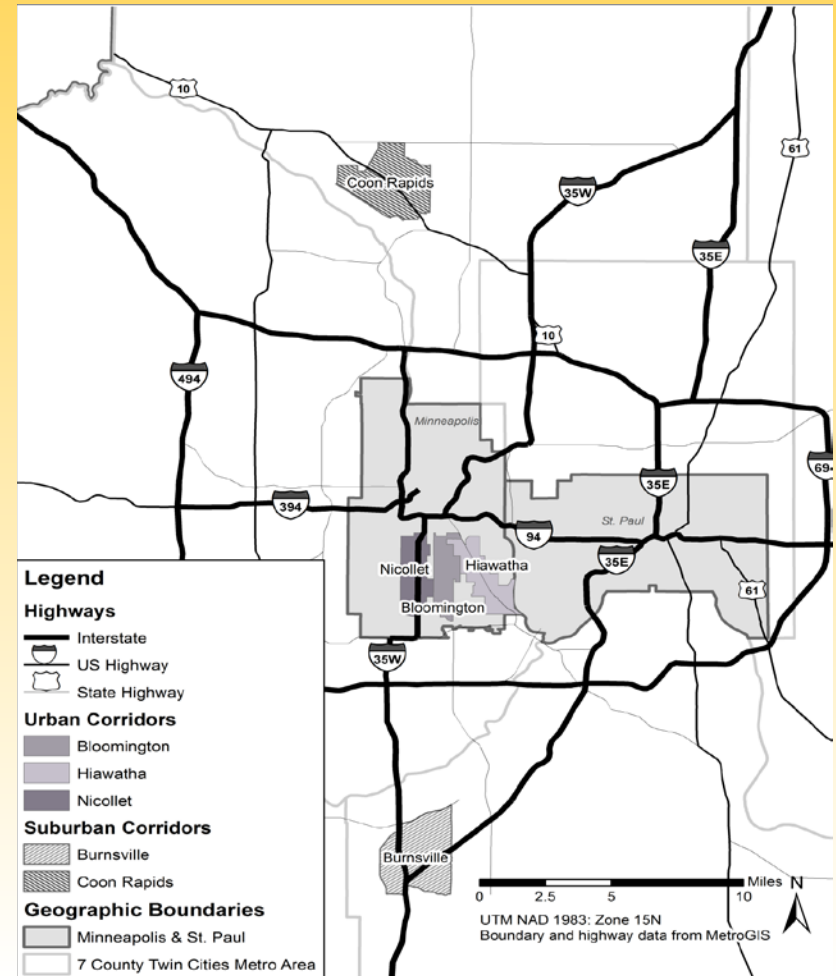 10
61
Coon Rapids
35W
35E
10
494
Minneapolis
69
35E
394
St. Paul
94
Nicollet
Hiawatha
35E
61
Bloomington
35W
Legend
Highways
Interstate
US Highway
State Highway
Urban Corridors
Bloomington
Hiawatha
Nicollet
Suburban Corridors
Burnsville
Coon Rapids
Geographic Boundaries
Minneapolis & St. Paul
7 County Twin Cities Metro Area
Burnsville
Miles N
0 2.5 5 10
UTM NAD 1983: Zone 15N
Boundary and highway data from MetroGIS